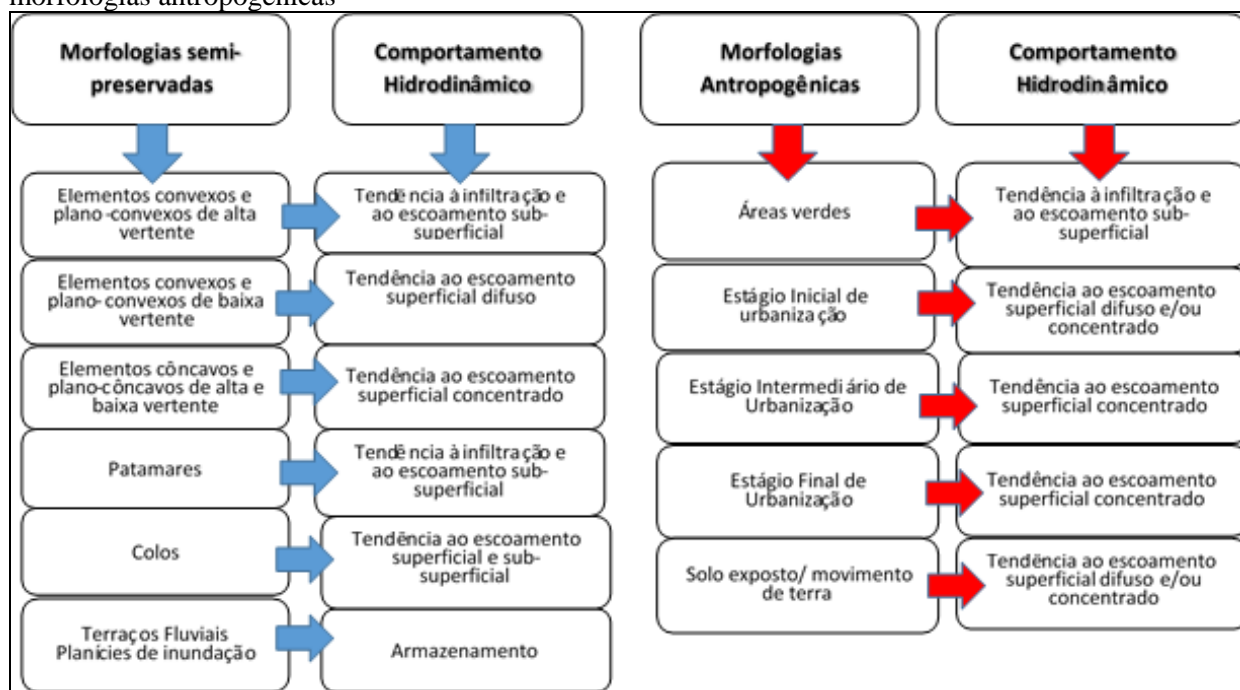 morfologias antropogênicas
Morfologias semi-
preservadas
Comportamento
Hidrodinâmico
Elementos convexos e
plano-convexos de alta
vertente
Tendência à infiltração e
ao escoamento sub-
superficial
Elementos convexos e
plano-convexos de baixa
vertente
Tendência ao escoamento
superficial difuso
Elementos côncavos e
plano-côncavos de alta e
baixa vertente
Tendência ao escoamento
superficial concentrado
Patamares
Tendência à infiltração e
ao escoamento sub-
superficial
Colos
Tendência ao escoamento
superficial e sub-
superficial
Terraços Fluviais
Planícies de inundação
Armazenamento
Morfologias
Antropogênicas
Comportamento
Hidrodinâmico
Áreas verdes
Tendência à infiltração e
ao escoamento sub-
superficial
Estágio Inicial de
urbanização
Tendência ao escoamento
superficial difuso e/ou
concentrado
Estágio Intermediário de
Urbanização
Tendência ao escoamento
superficial concentrado
Estágio Final de
Urbanização
Tendência ao escoamento
superficial concentrado
Solo exposto/ movimento
de terra
Tendência ao escoamento
superficial difuso e/ou
concentrado